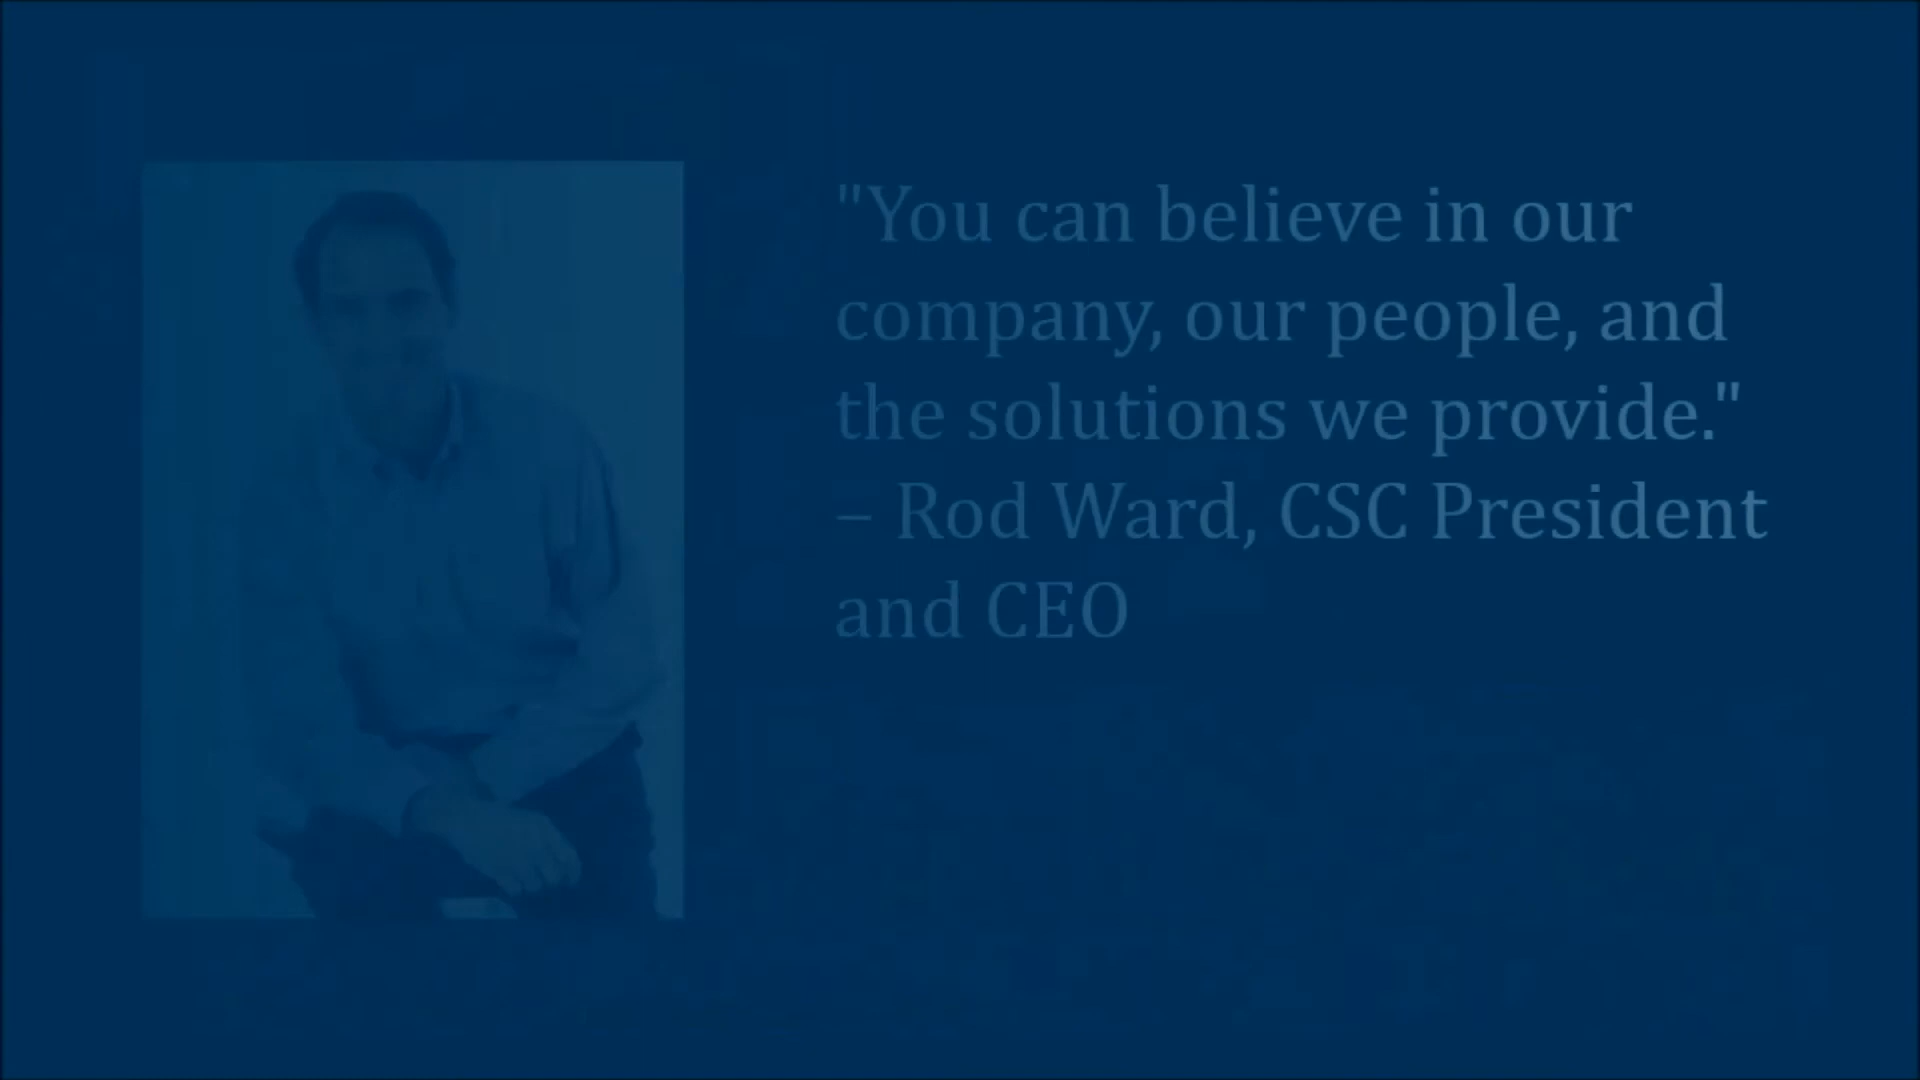 "You can believe in our
company, our people, and
the solutions we provide."
– Rod Ward, CSC President
and CEO